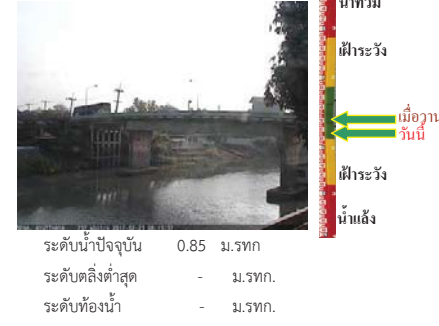 น้ำท่วม
เฝ้าระวัง
เมื่อวาน
วันนี้
เฝ้าระวัง
น้ำแล้ง
ระดับน้ำปัจจุบัน 0.85 ม.รทก
ระดับตลิ่งต่ำสุด - ม.รทก.
ระดับท้องน้ำ - ม.รทก.